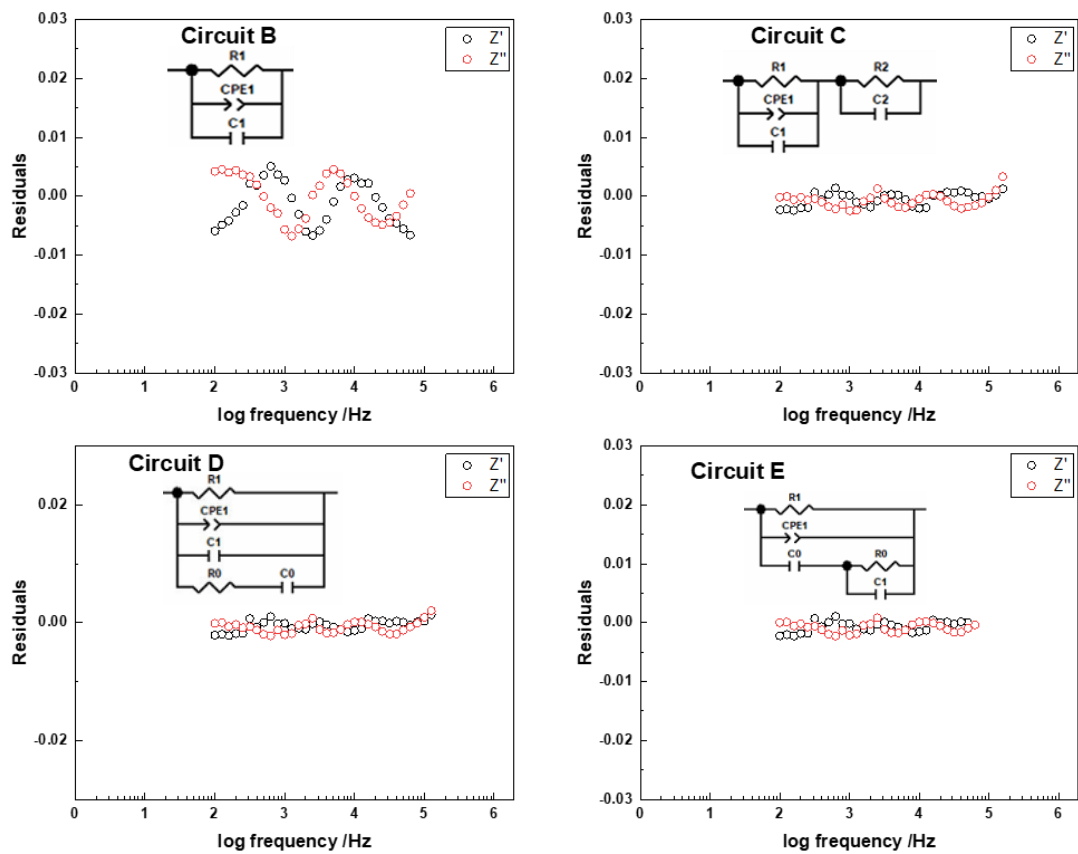 Circuit B
Z'
Z"
R1
CPE1
C1
0.03
0.02
0.01
0.00
-0.01
-0.02
-0.03
Residuals
0 1 2 3 4 5 6
log frequency /Hz
Circuit C
Z'
Z"
R1
R2
CPE1
C2
C1
0.03
0.02
0.01
0.00
-0.01
-0.02
-0.03
Residuals
0 1 2 3 4 5 6
log frequency /Hz
Circuit D
Z'
Z"
R1
CPE1
C1
R0 C0
0.02
0.00
-0.02
Residuals
0 1 2 3 4 5 6
log frequency /Hz
Circuit E
Z'
Z"
R1
CPE1
C0 R0
C1
0.03
0.02
0.01
0.00
-0.01
-0.02
-0.03
Residuals
0 1 2 3 4 5 6
log frequency /Hz